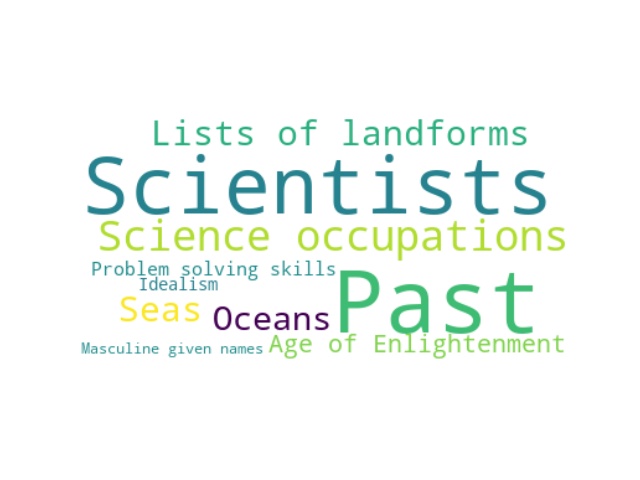 Lists of landforms
Scientists
Science occupations
Problem solving skills
Idealism
Seas
Oceans
Past
Masculine given names
Age of Enlightenment